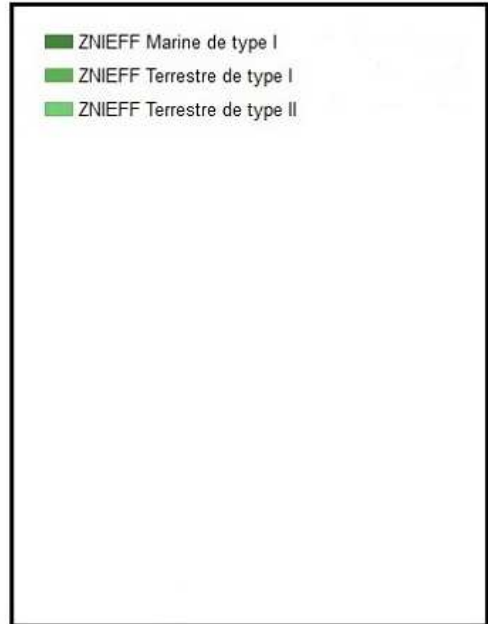 ZNIEFF Marine de type I
ZNIEFF Terrestre de type I
ZNIEFF Terrestre de type II